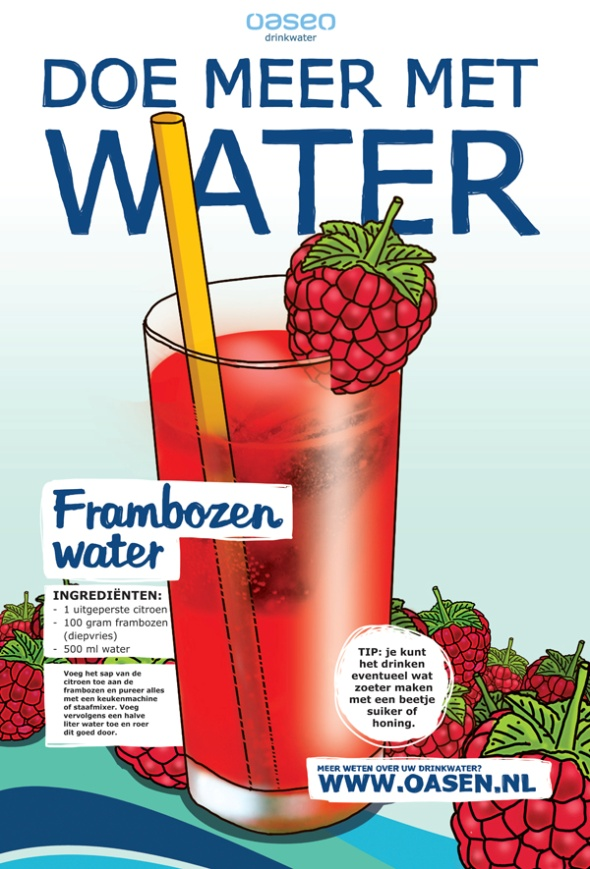 oasen
drinkwater
DOE MEER MET
WATER
Frambozen
water
INGREDIËNTEN:
- 1 uitgeperste citroen
- 100 gram frambozen
(diepvries)
- 500 ml water
Voeg het sap van de
citroen toe aan de
frambozen en pureer alles
met een keukenmachine
of staafmixer. Voeg
vervolgens een halve
liter water toe en roer
dit goed door.
TIP: je kunt
het drinken
eventueel wat
zoeter maken
met een beetje
suiker of
honing.
MEER WETEN OVER UW DRINKWATER?
WWW.OASEN.NL